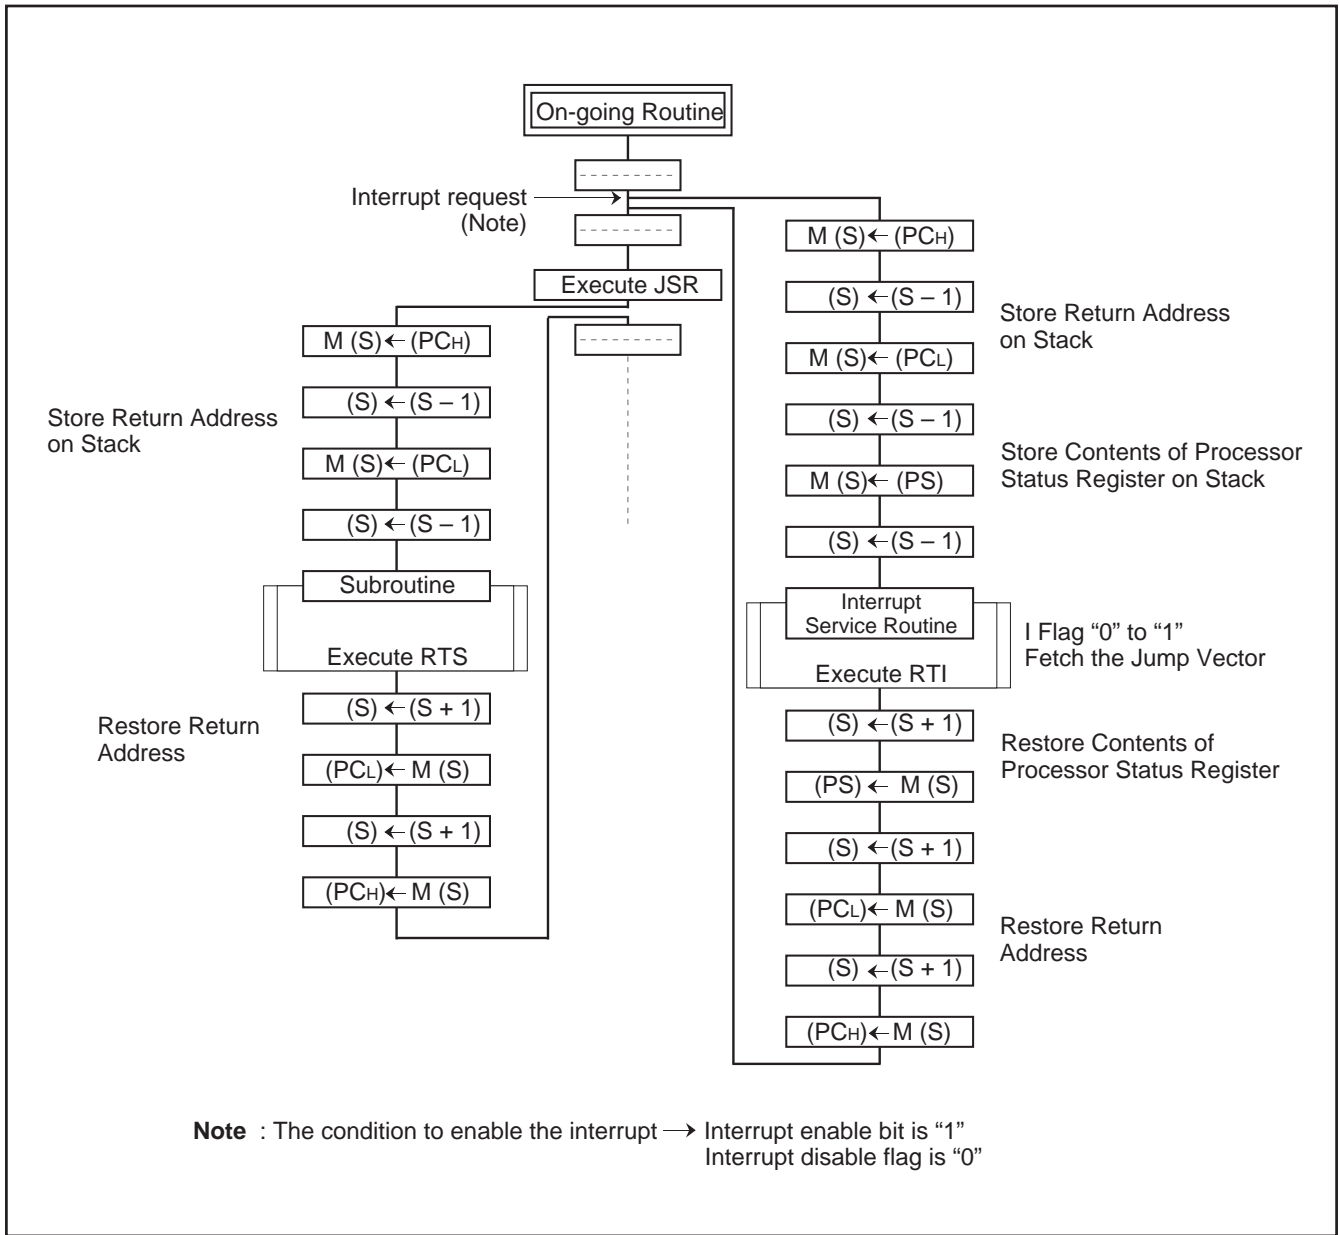 On-going Routine
Interrupt request
(Note)
Execute JSR
M (S) ← (PCH)
(S) ← (S – 1)
M (S) ← (PCL)
(S) ← (S – 1)
Store Return Address
on Stack
Subroutine
Execute RTS
(S) ← (S + 1)
(PCL) ← M (S)
(S) ← (S + 1)
(PCH) ← M (S)
Restore Return
Address
M (S) ← (PCH)
(S) ← (S – 1)
M (S) ← (PCL)
(S) ← (S – 1)
M (S) ← (PS)
(S) ← (S – 1)
Store Return Address
on Stack
Store Contents of Processor
Status Register on Stack
Interrupt
Service Routine
Execute RTI
I Flag “0” to “1”
Fetch the Jump Vector
(S) ← (S + 1)
(PS) ← M (S)
(S) ← (S + 1)
(PCL) ← M (S)
(S) ← (S + 1)
(PCH) ← M (S)
Restore Contents of
Processor Status Register
Restore Return
Address
Note : The condition to enable the interrupt → Interrupt enable bit is “1”
Interrupt disable flag is “0”